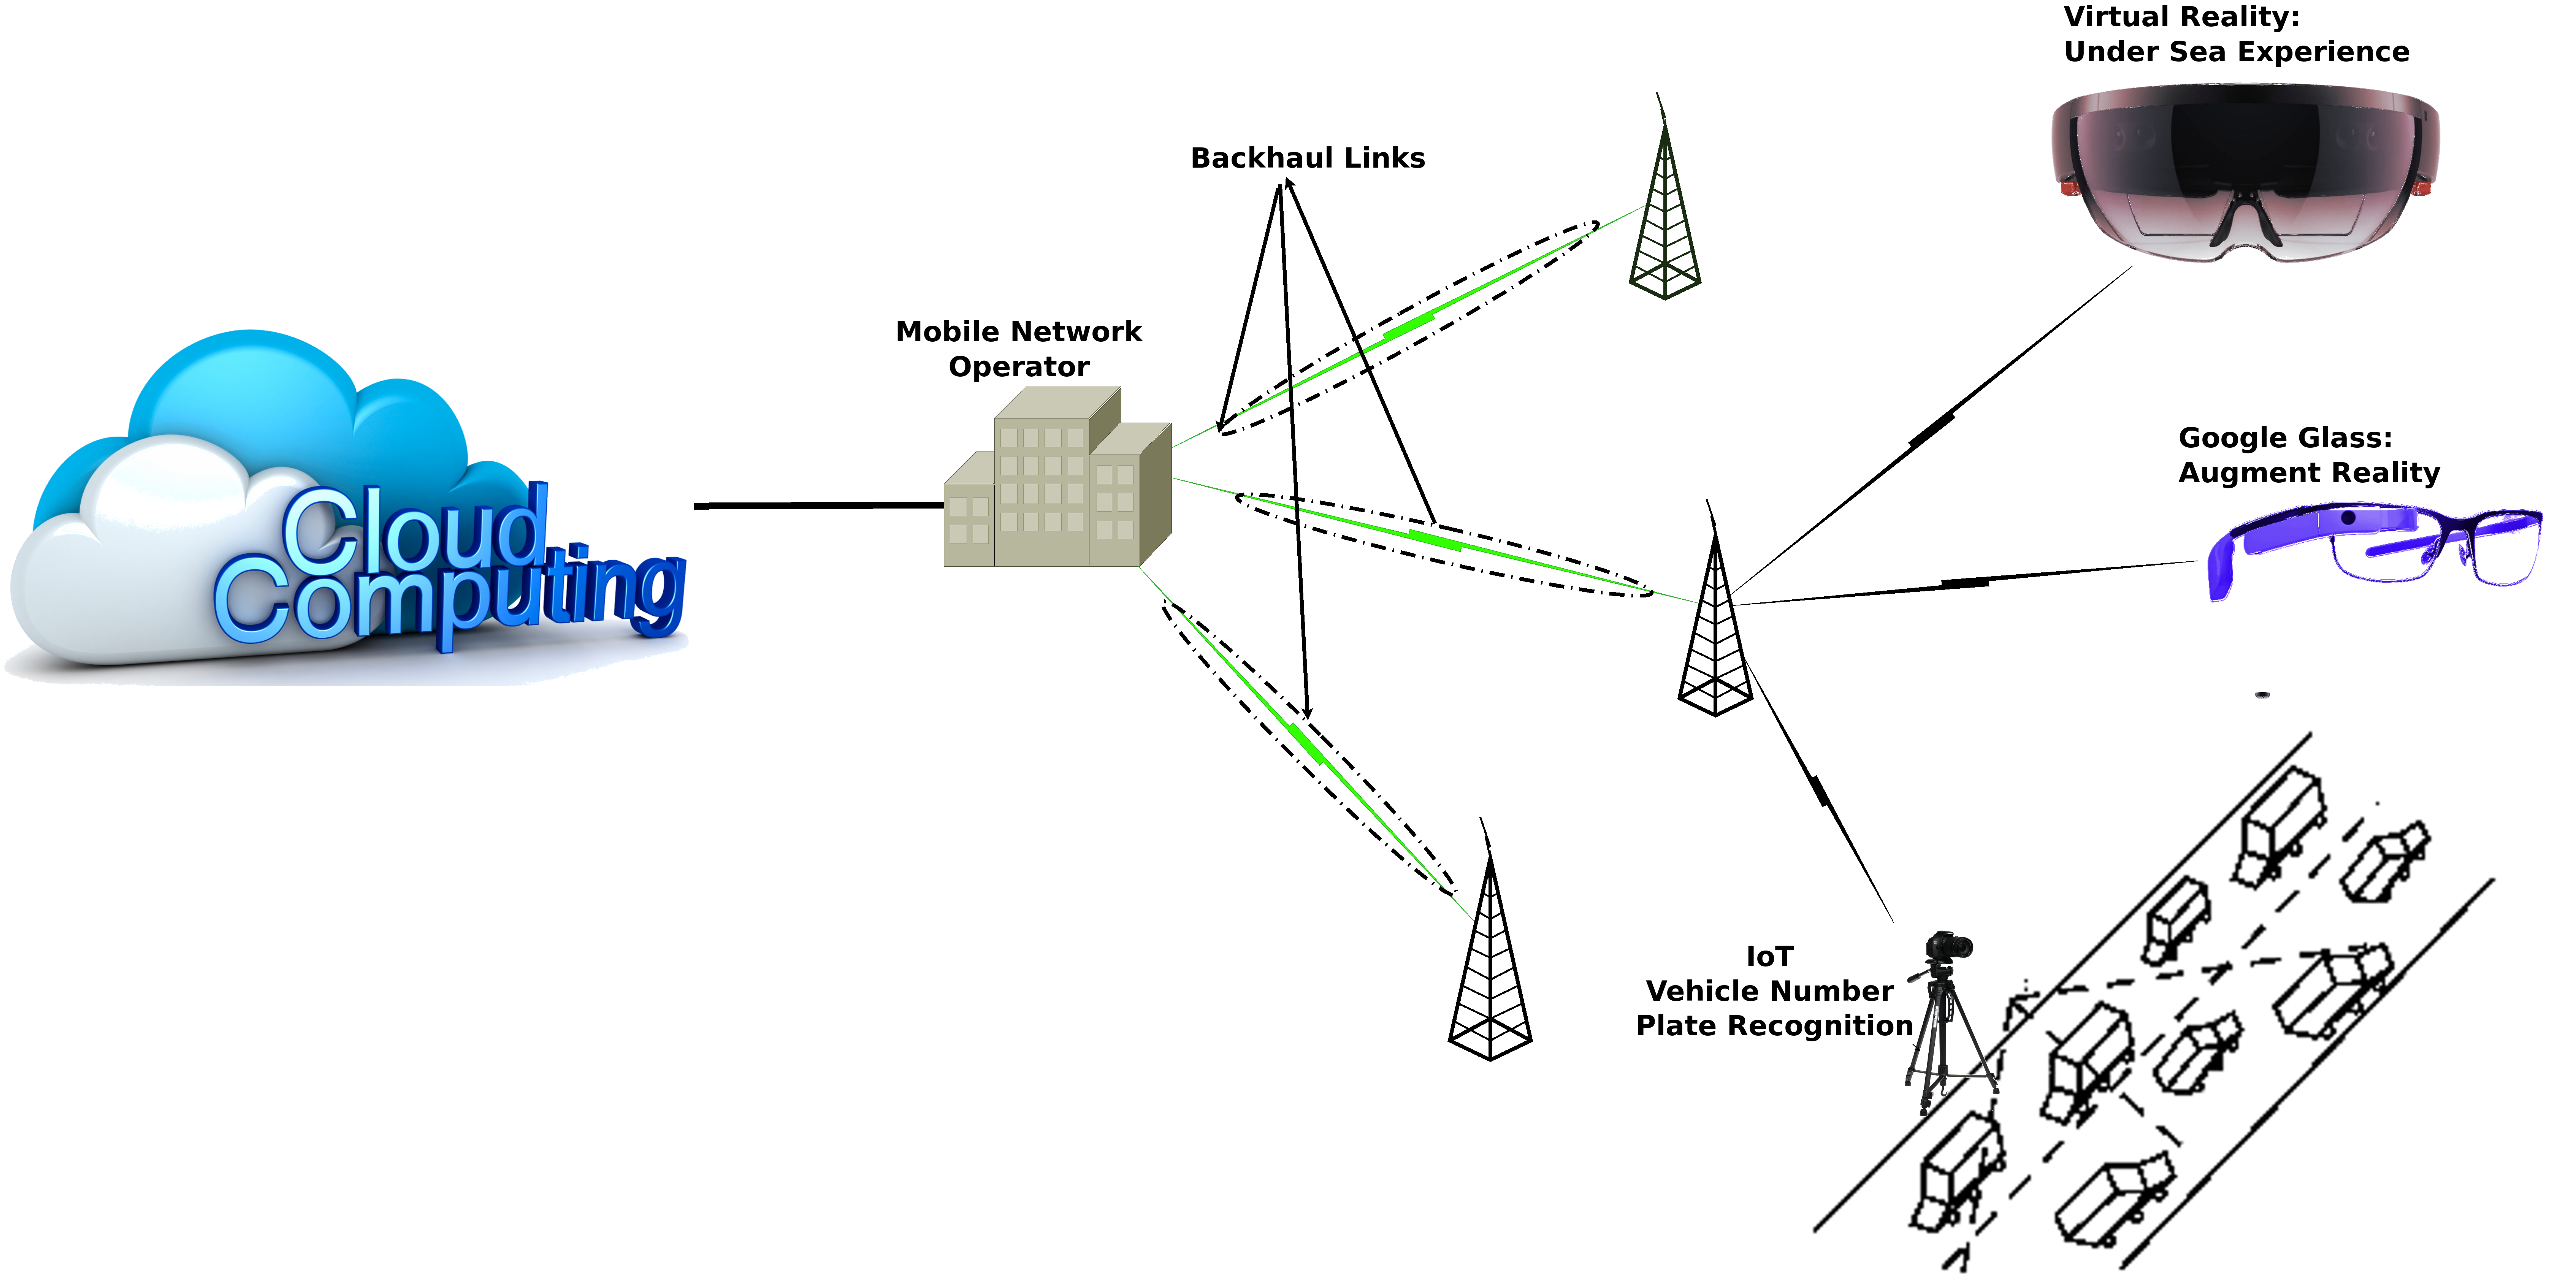 Virtual Reality:
Under Sea Experience
Backhaul Links
Mobile Network
Operator
Google Glass:
Augment Reality
Cloud
Computing
IoT
Vehicle Number
Plate Recognition